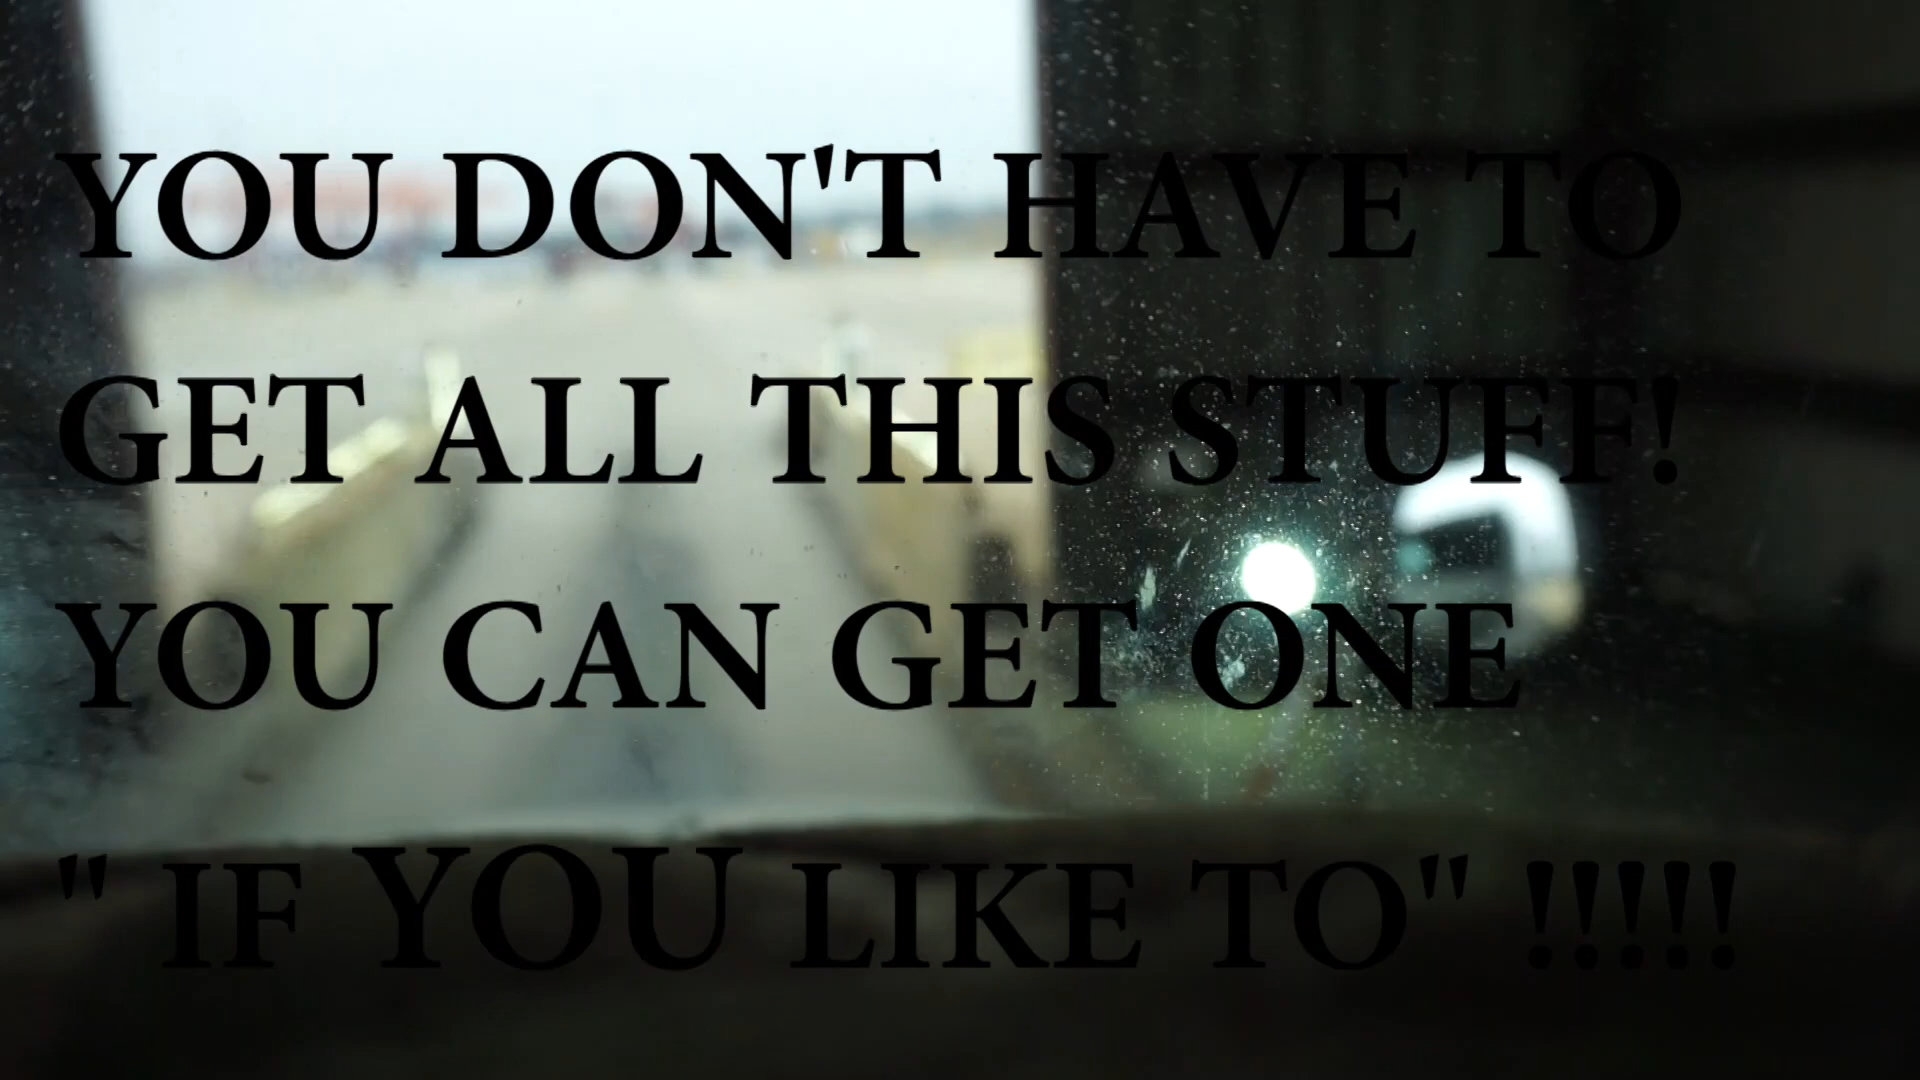 YOU DON'T HAVE TO
GET ALL THIS STUFF!
YOU CAN GET ONE
" IF YOU LIKE TO" !!!!!